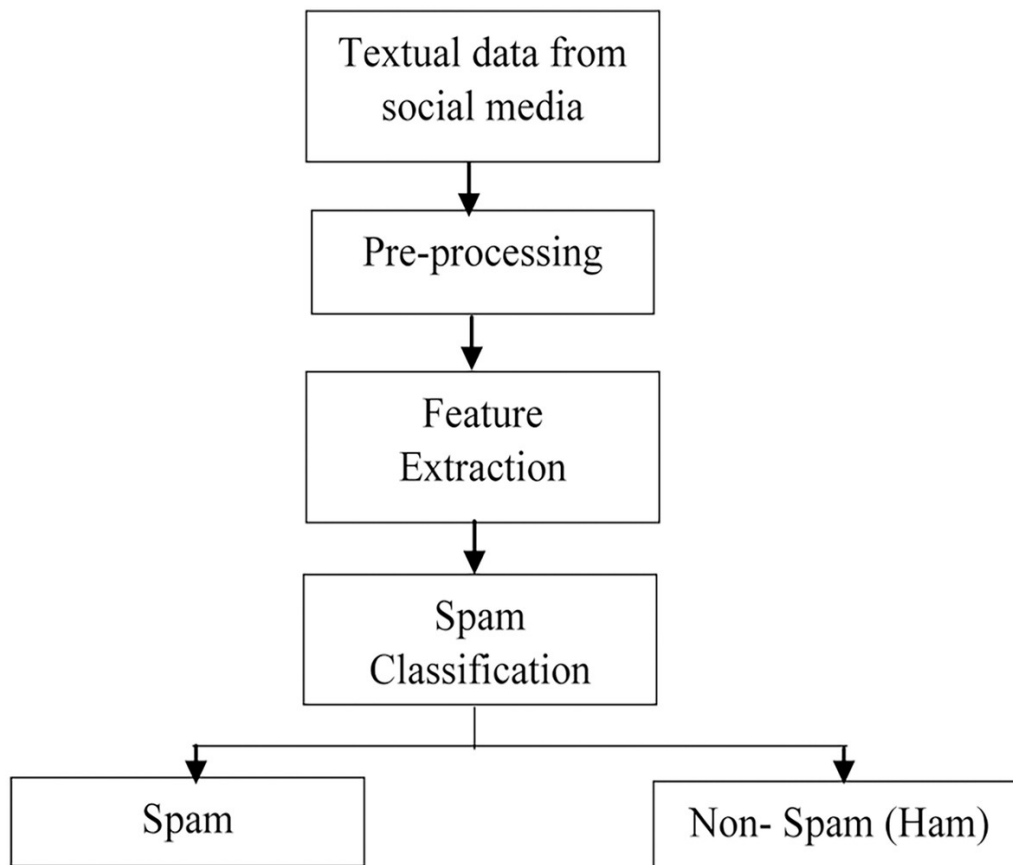 Textual data from
social media
Pre-processing
Feature
Extraction
Spam
Classification
Spam
Non- Spam (Ham)